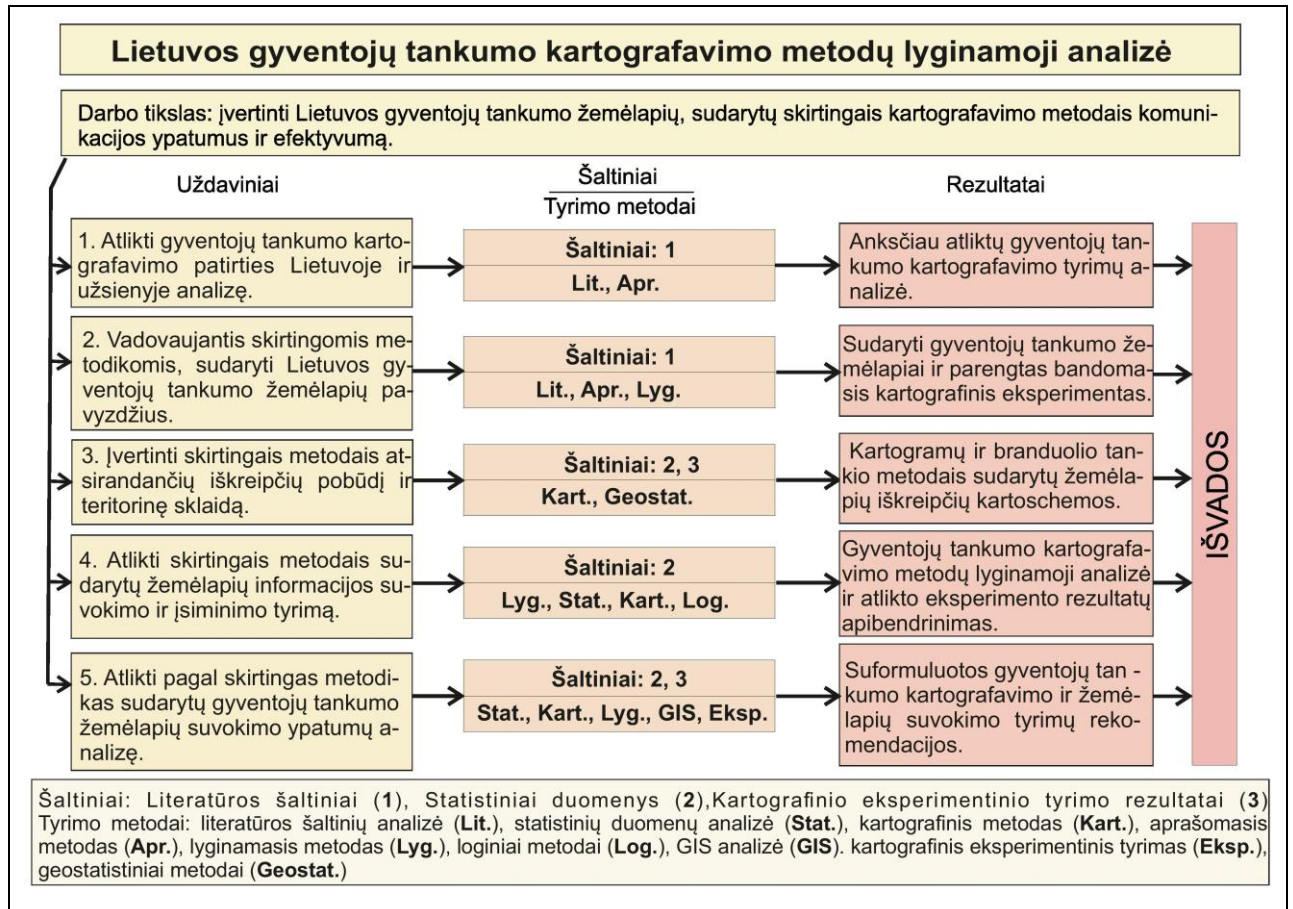 Lietuvos gyventojų tankumo kartografavimo metodų lyginamoji analizė
Darbo tikslas: įvertinti Lietuvos gyventojų tankumo žemėlapių, sudarytų skirtingais kartografavimo metodais komuni-
kacijos ypatumus ir efektyvumą.
Uždaviniai
Šaltiniai
Tyrimo metodai
Rezultatai
1. Atlikti gyventojų tankumo karto-
grafavimo patirties Lietuvoje ir
užsienyje analizę.
Šaltiniai: 1
Lit., Apr.
Anksčiau atliktų gyventojų tan-
kumo kartografavimo tyrimų a-
nalizė.
2. Vadovaujantis skirtingomis me-
todikomis, sudaryti Lietuvos gy-
ventojų tankumo žemėlapių pa-
vyzdžius.
Šaltiniai: 1
Lit., Apr., Lyg.
Sudaryti gyventojų tankumo že-
mėlapiai ir parengtas bandoma-
sis kartografinis eksperimentas.
3. Įvertinti skirtingais metodais at-
sirandančių iškreipčių pobūdį ir
teritorinę sklaidą.
Šaltiniai: 2, 3
Kart., Geostat.
Kartogramų ir branduolio tan-
kio metodais sudarytų žemėla-
pių iškreipčių kartoschemos.
4. Atlikti skirtingais metodais su-
darytų žemėlapių informacijos su-
vokimo ir įsiminimo tyrimą.
Šaltiniai: 2
Lyg., Stat., Kart., Log.
Gyventojų tankumo kartografa-
vimo metodų lyginamoji analizė
ir atlikto eksperimento rezultatų
apibendrinimas.
5. Atlikti pagal skirtingas metodi-
kas sudarytų gyventojų tankumo
žemėlapių suvokimo ypatumų a-
nalizę.
Šaltiniai: 2, 3
Stat., Kart., Lyg., GIS, Eksp.
Suformuluotos gyventojų tan -
kumo kartografavimo ir žemė-
lapių suvokimo tyrimų reko-
mendacijos.
IŠVADOS
Šaltiniai: Literatūros šaltiniai (1), Statistiniai duomenys (2),Kartografinio eksperimentinio tyrimo rezultatai (3)
Tyrimo metodai: literatūros šaltinių analizė (Lit.), statistinių duomenų analizė (Stat.), kartografinis metodas (Kart.), aprašomasis
metodas (Apr.), lyginamasis metodas (Lyg.), loginiai metodai (Log.), GIS analizė (GIS). kartografinis eksperimentinis tyrimas (Eksp.),
geostatistiniai metodai (Geostat.)